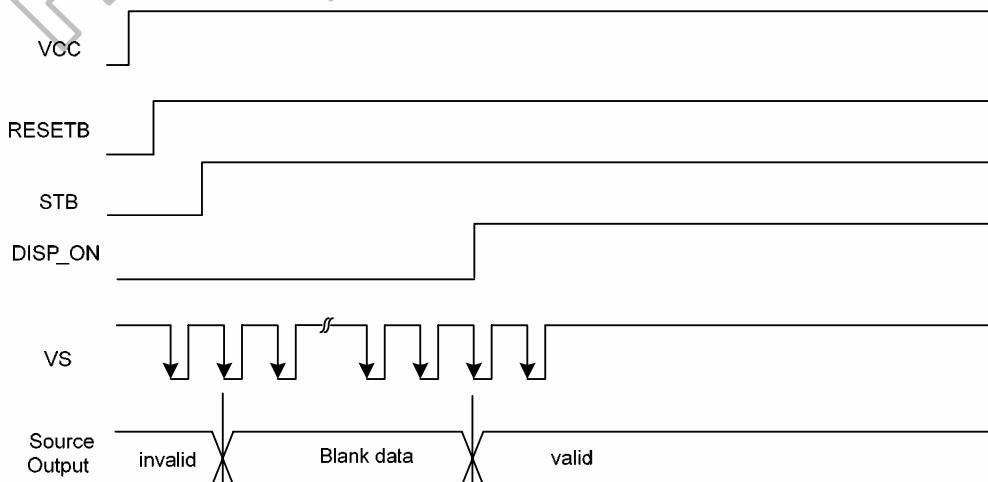 VCC
RESETB
STB
DISP_ON
VS
Source
Output
invalid
Blank data
valid